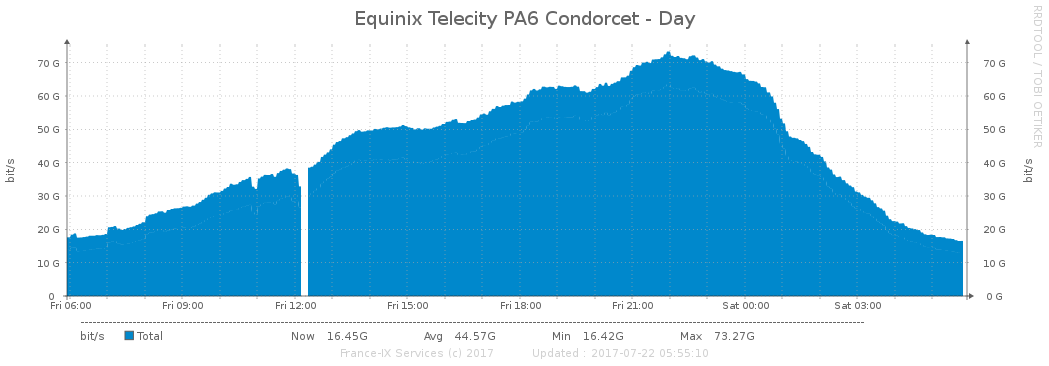 Equinix Telecity PA6 Condorcet - Day
RRDTOOL / TOBI OETIKER
bit/s
bit/s
70 G 70 G
60 G 60 G
50 G 50 G
40 G 40 G
30 G 30 G
20 G 20 G
10 G 10 G
0 0 G
Fri 06:00 Fri 09:00 Fri 12:00 Fri 15:00 Fri 18:00 Fri 21:00 Sat 00:00 Sat 03:00
bit/s Total Now 16.45G Avg 44.57G Min 16.42G Max 73.27G
France-IX Services (c) 2017 Updated : 2017-07-22 05:55:10